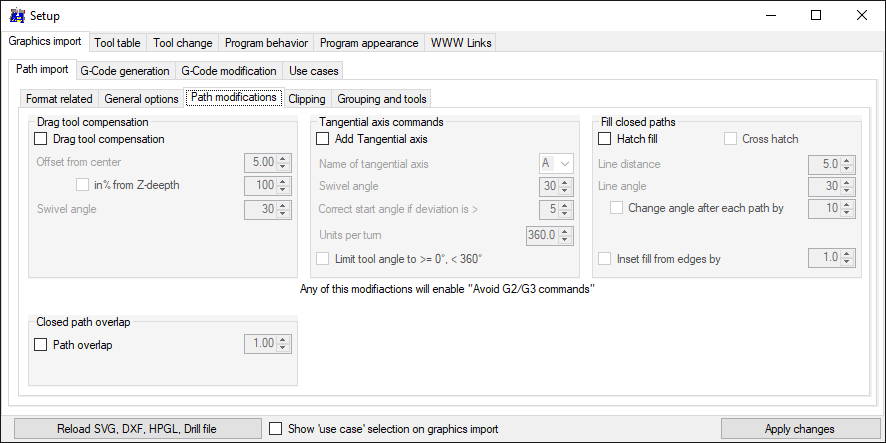 Setup
Graphics import Tool table Tool change Program behavior Program appearance WWW Links
Path import G-Code generation G-Code modification Use cases
Format related General options Path modifications Clipping Grouping and tools
Drag tool compensation
Drag tool compensation
Offset from center 5.00
in% from Z-deepth 100
Swivel angle 30
Tangential axis commands
Add Tangential axis
Name of tangential axis A
Swivel angle 30
Correct start angle if deviation is > 5
Units per turn 360.0
Limit tool angle to >= 0°, < 360°
Fill closed paths
Hatch fill Cross hatch
Line distance 5.0
Line angle 30
Change angle after each path by 10
Inset fill from edges by 1.0
Any of this modifiactions will enable "Avoid G2/G3 commands"
Closed path overlap
Path overlap 1.00
Reload SVG, DXF, HPGL, Drill file Show 'use case' selection on graphics import Apply changes